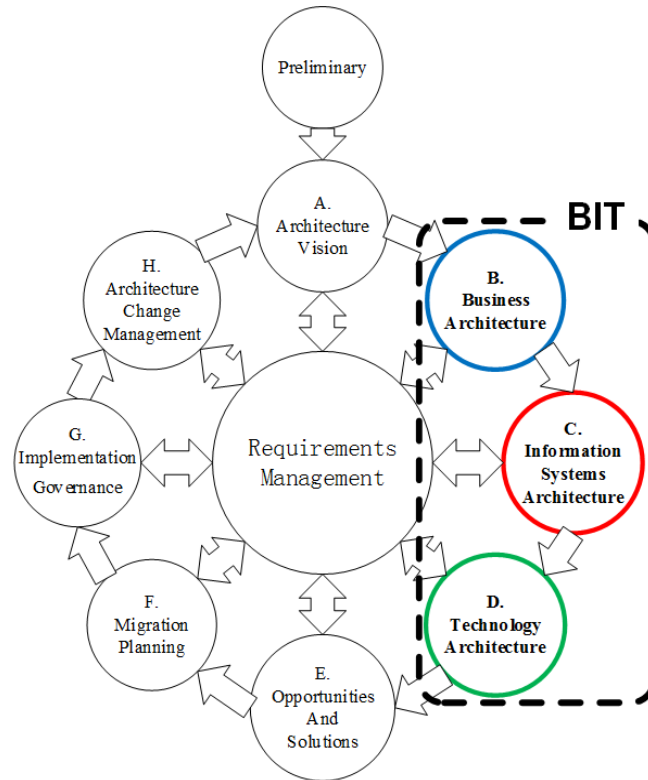 Preliminary
A.
Architecture
Vision
BIT
B.
Business
Architecture
H.
Architecture
Change
Management
C.
Information
Systems
Architecture
G.
Implementation
Governance
Requirements
Management
D.
Technology
Architecture
F.
Migration
Planning
E.
Opportunities
And
Solutions